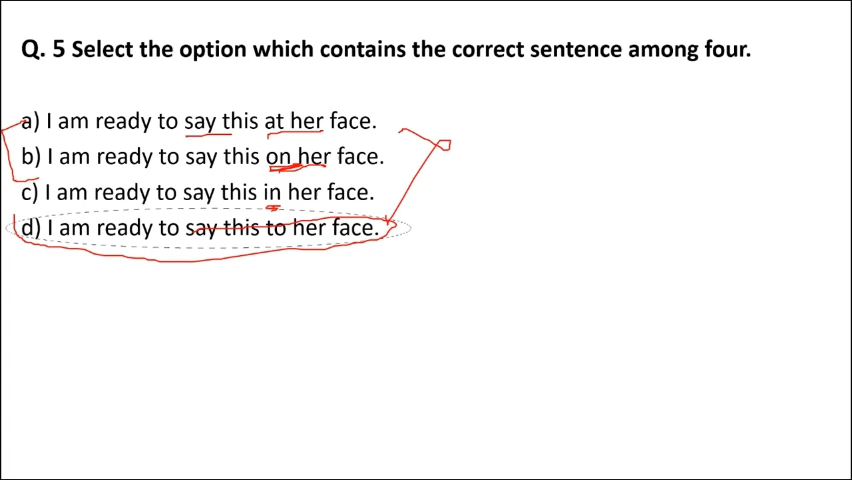 Q. 5 Select the option which contains the correct sentence among four.
a) I am ready to say this at her face.
b) I am ready to say this on her face.
c) I am ready to say this in her face.
d) I am ready to say this to her face.